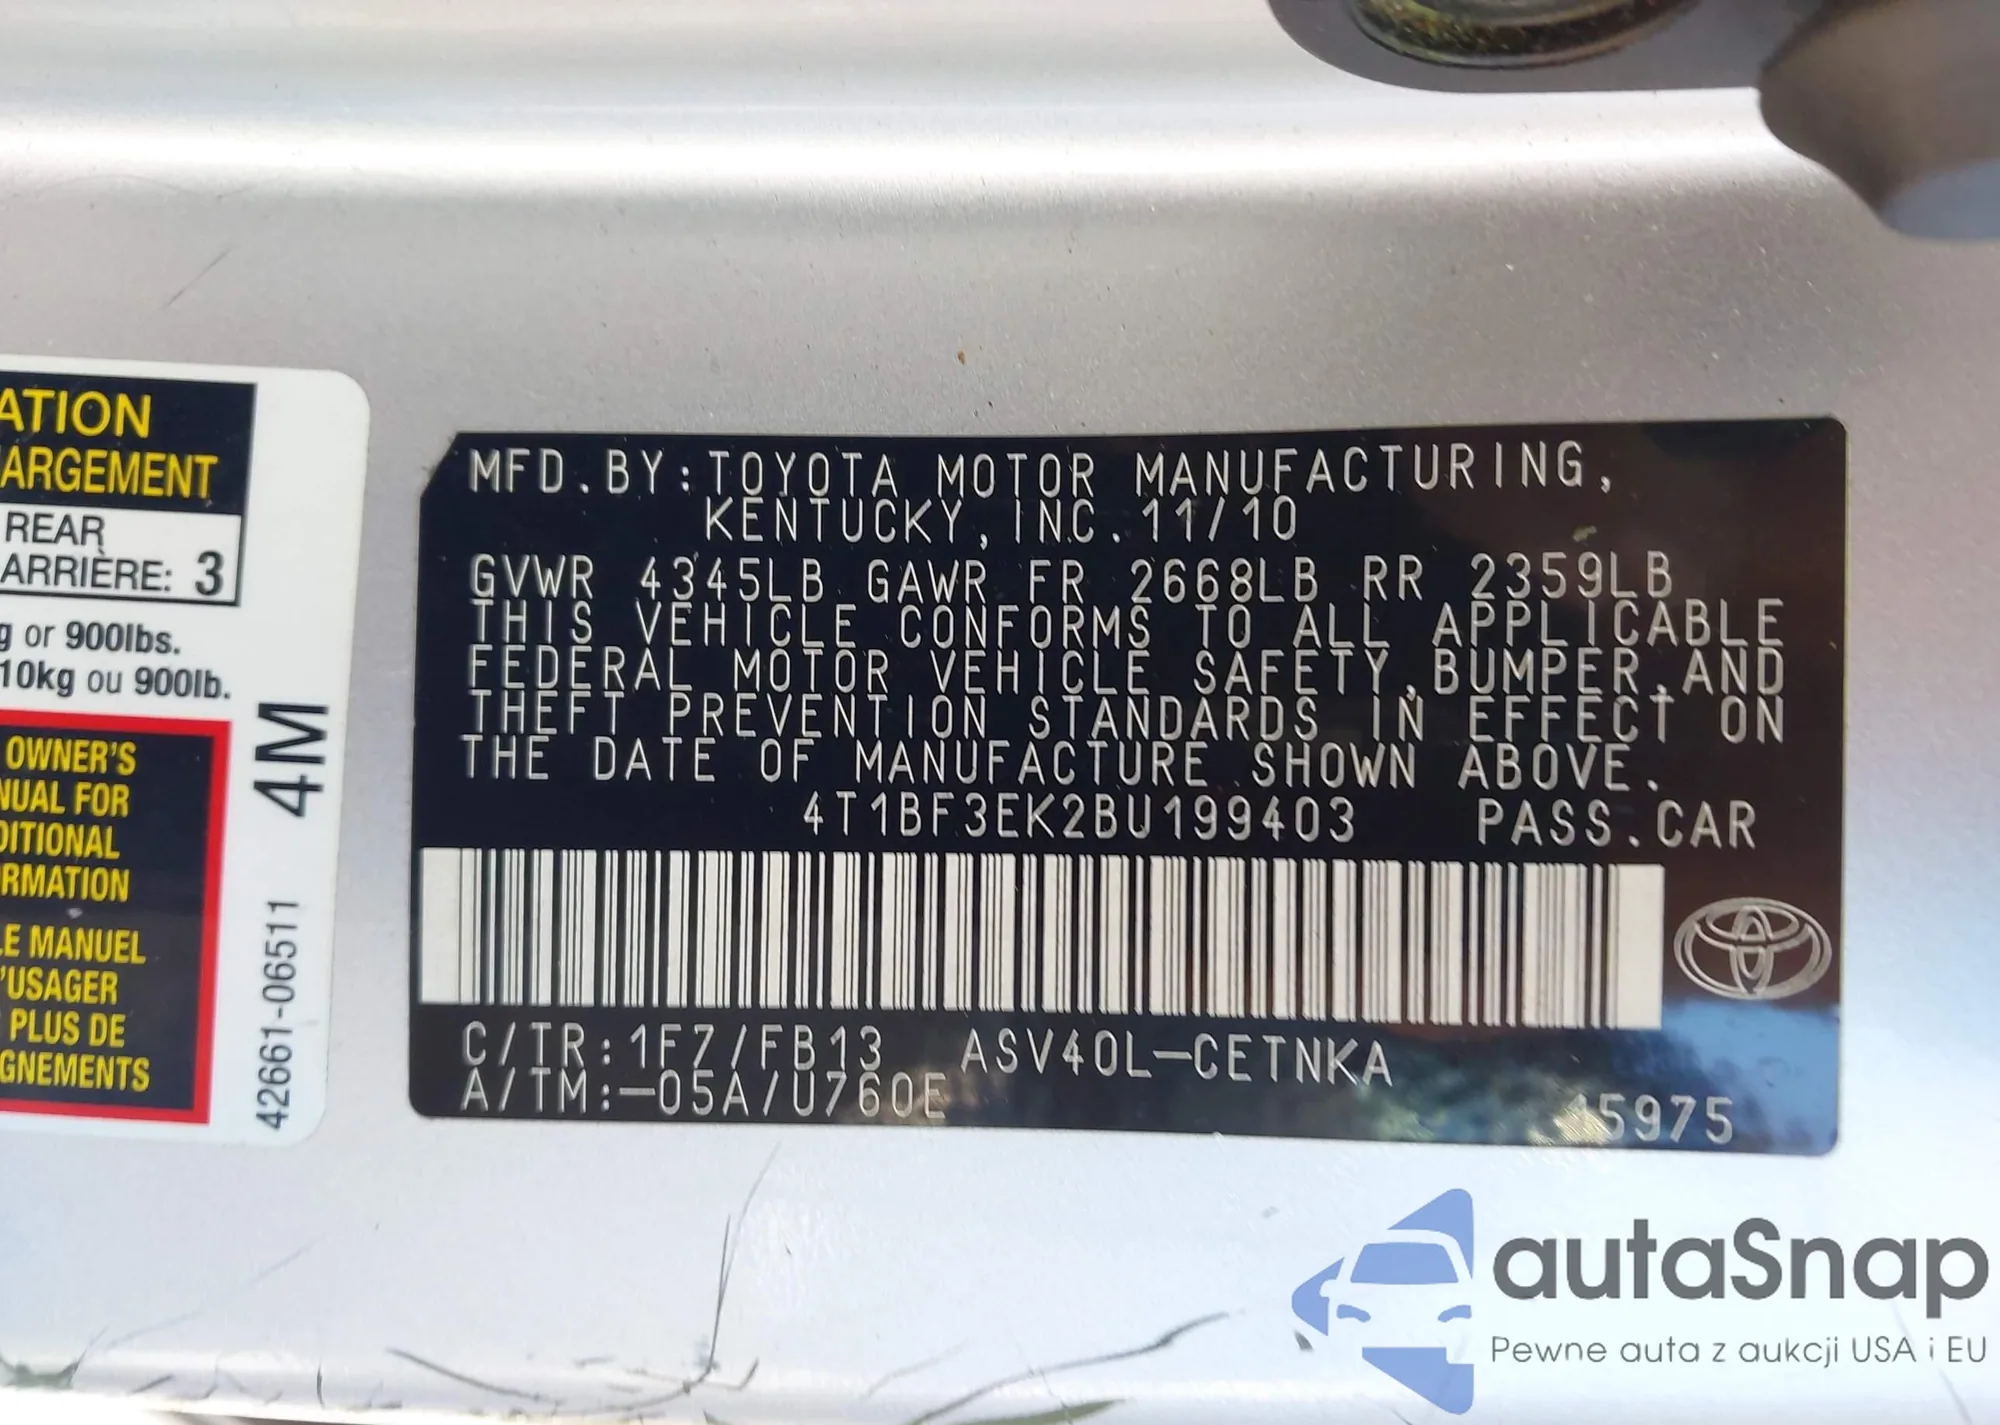 ATION
ARGEMENT
REAR
ARRIÈRE: 3
g or 900lbs.
10kg ou 900lb.
OWNER'S
NUAL FOR
DITIONAL
RMATION
LE MANUEL
'USAGER
PLUS DE
GNEMENTS
4M
42661-06511
MFD. BY: TOYOTA MOTOR MANUFACTURING,
KENTUCKY, INC. 11/10
GVWR 4345LB GAWR FR 2668LB RR 2359LB
THIS VEHICLE CONFORMS TO ALL APPLICABLE
FEDERAL MOTOR VEHICLE SAFETY, BUMPER, AND
THEFT PREVENTION STANDARDS IN EFFECT ON
THE DATE OF MANUFACTURE SHOWN ABOVE.
4T1BF3EK2BU199403 PASS. CAR
C/TR: 1F7/FB13 ASV40L-CETNKA
A/TM: -05A/U760E
autaSnap
Pewne auta z aukcji USA i EU